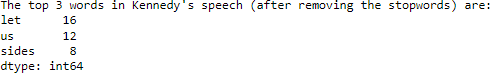 The top 3 words in Kennedy's speech (after removing the stopwords) are:
let      16
us       12
sides     8
dtype: int64